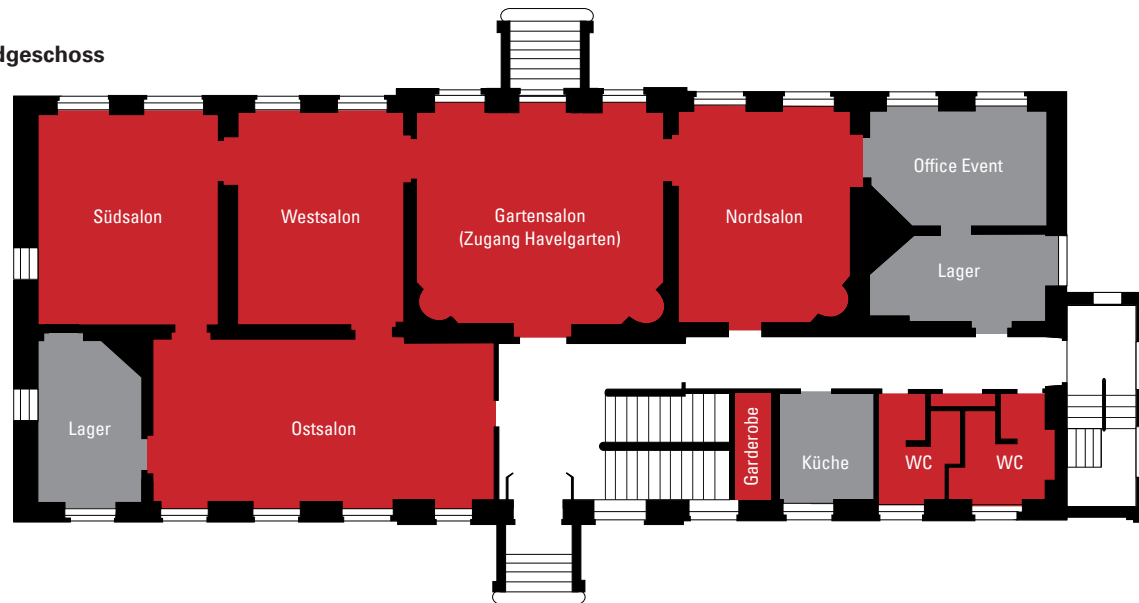 dgeschoss
Office Event
Südsalon
Westsalon
Gartensalon
(Zugang Havelgarten)
Nordsalon
Lager
Lager
Ostsalon
Garderobe
Küche
WC
WC